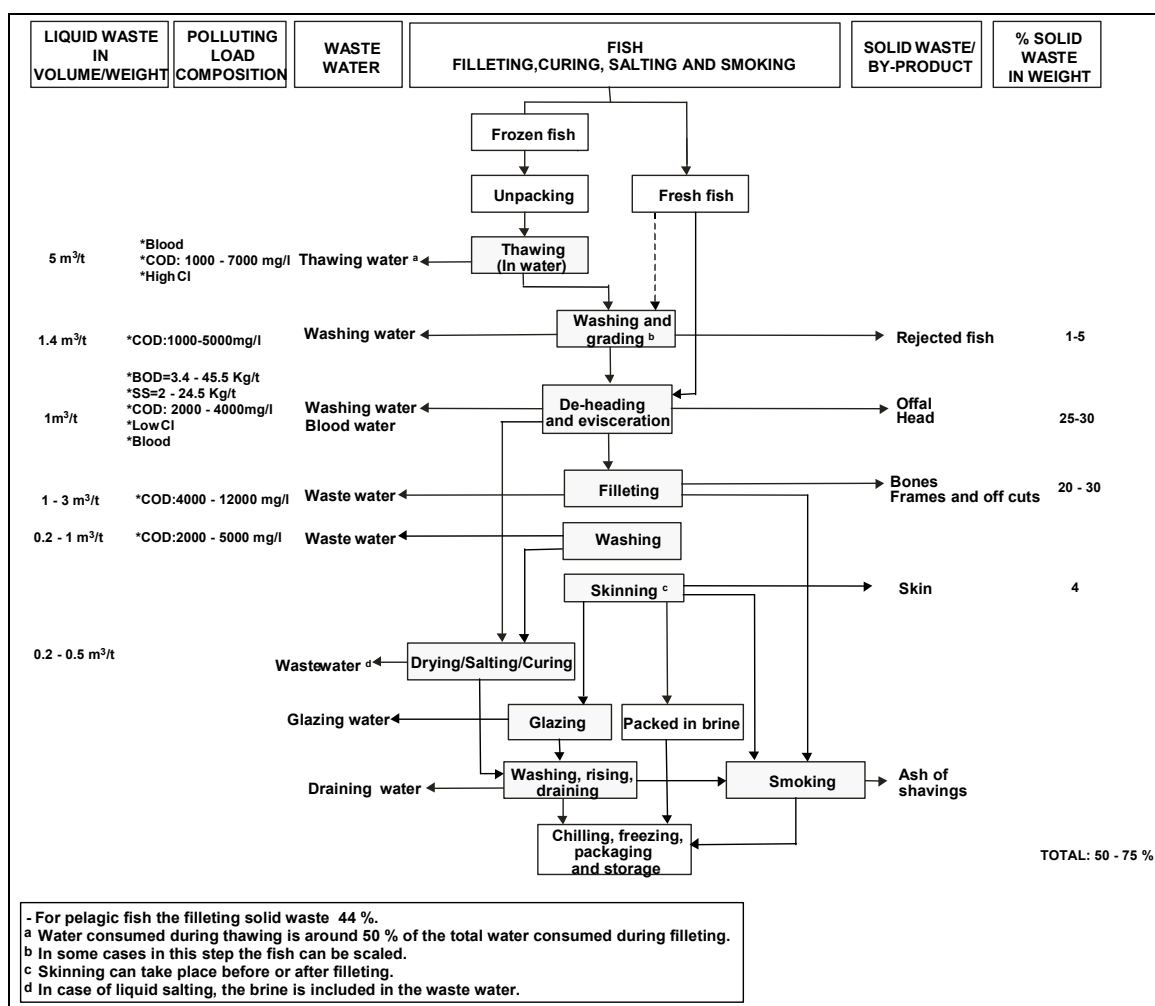 LIQUID WASTE
IN
VOLUME/WEIGHT
POLLUTING
LOAD
COMPOSITION
WASTE
WATER
FISH
FILLETING,CURING, SALTING AND SMOKING
SOLID WASTE/
BY-PRODUCT
% SOLID
WASTE
IN WEIGHT
Frozen fish
Unpacking
Fresh fish
5 m³/t
*Blood
*COD: 1000 - 7000 mg/l
*High Cl
Thawing water ᵃ
Thawing
(In water)
1.4 m³/t
*COD:1000-5000mg/l
Washing water
Washing and
grading ᵇ
Rejected fish
1-5
1m³/t
*BOD=3.4 - 45.5 Kg/t
*SS=2 - 24.5 Kg/t
*COD: 2000 - 4000mg/l
*Low Cl
*Blood
Washing water
Blood water
De-heading
and evisceration
Offal
Head
25-30
1 - 3 m³/t
*COD:4000 - 12000 mg/l
Waste water
Filleting
Bones
Frames and off cuts
20 - 30
0.2 - 1 m³/t
*COD:2000 - 5000 mg/l
Waste water
Washing
Skinning ᶜ
Skin
4
0.2 - 0.5 m³/t
Wastewater ᵈ
Drying/Salting/Curing
Glazing water
Glazing
Packed in brine
Draining water
Washing, rising,
draining
Smoking
Ash of
shavings
Chilling, freezing,
packaging
and storage
TOTAL: 50 - 75 %
- For pelagic fish the filleting solid waste 44 %.
ᵃ Water consumed during thawing is around 50 % of the total water consumed during filleting.
ᵇ In some cases in this step the fish can be scaled.
ᶜ Skinning can take place before or after filleting.
ᵈ In case of liquid salting, the brine is included in the waste water.